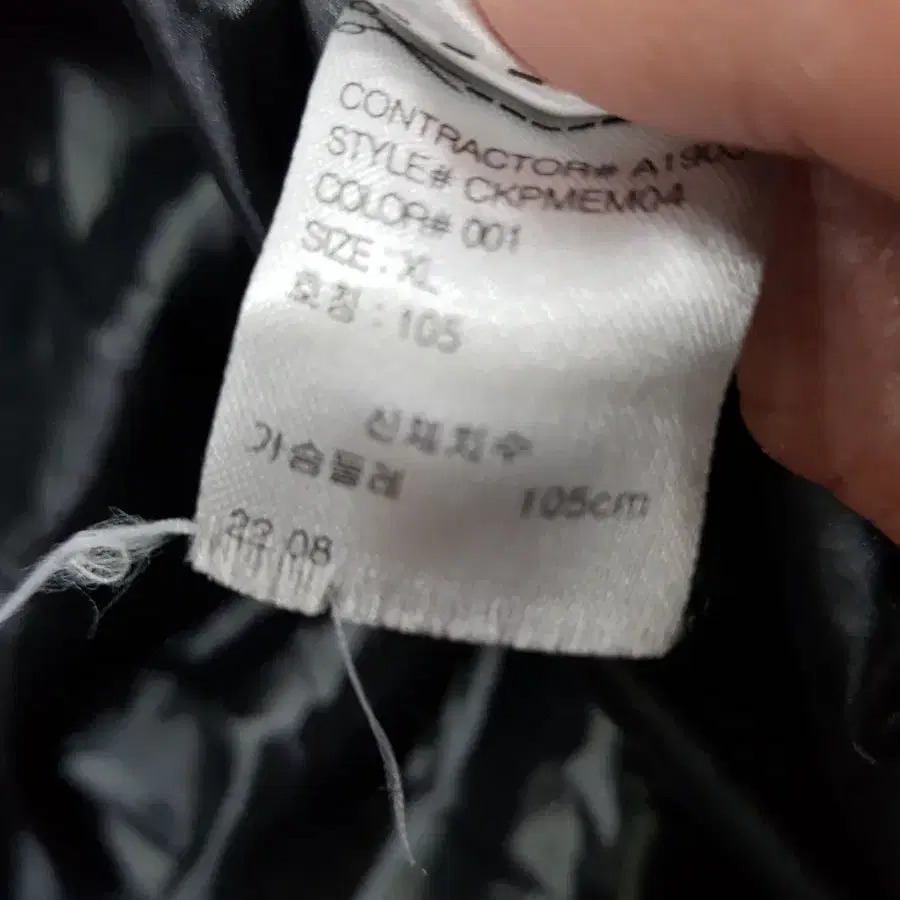 CONTRACTOR# A1900
STYLE# CKPMEM04
COLOR# 001
SIZE : XL
호칭 : 105
신체치수
가슴둘레 105cm
22.08